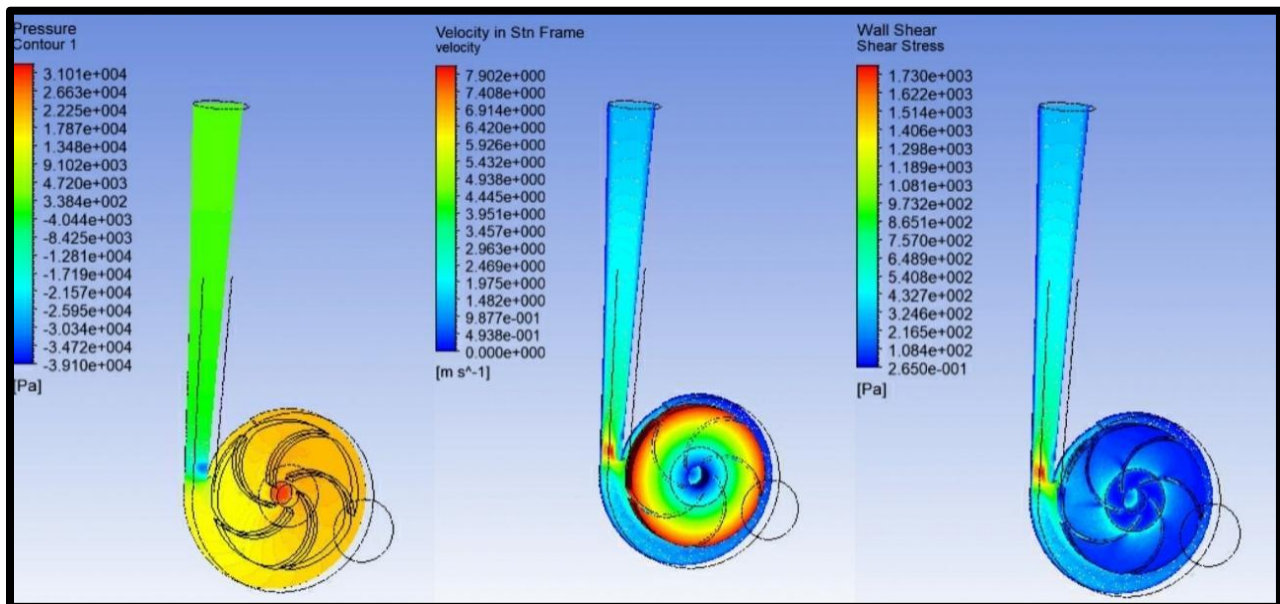 Pressure
Contour 1
3.101e+004
2.663e+004
2.225e+004
1.787e+004
1.348e+004
9.102e+003
4.720e+003
3.384e+002
-4.044e+003
-8.425e+003
-1.281e+004
-1.719e+004
-2.157e+004
-2.595e+004
-3.034e+004
-3.472e+004
-3.910e+004
[Pa]
Velocity in Stn Frame
velocity
7.902e+000
7.408e+000
6.914e+000
6.420e+000
5.926e+000
5.432e+000
4.938e+000
4.445e+000
3.951e+000
3.457e+000
2.963e+000
2.469e+000
1.975e+000
1.482e+000
9.877e-001
4.938e-001
0.000e+000
[m s^-1]
Wall Shear
Shear Stress
1.730e+003
1.622e+003
1.514e+003
1.406e+003
1.298e+003
1.190e+003
1.081e+003
9.732e+002
8.651e+002
7.570e+002
6.489e+002
5.408e+002
4.327e+002
3.246e+002
2.165e+002
1.084e+002
2.650e-001
[Pa]